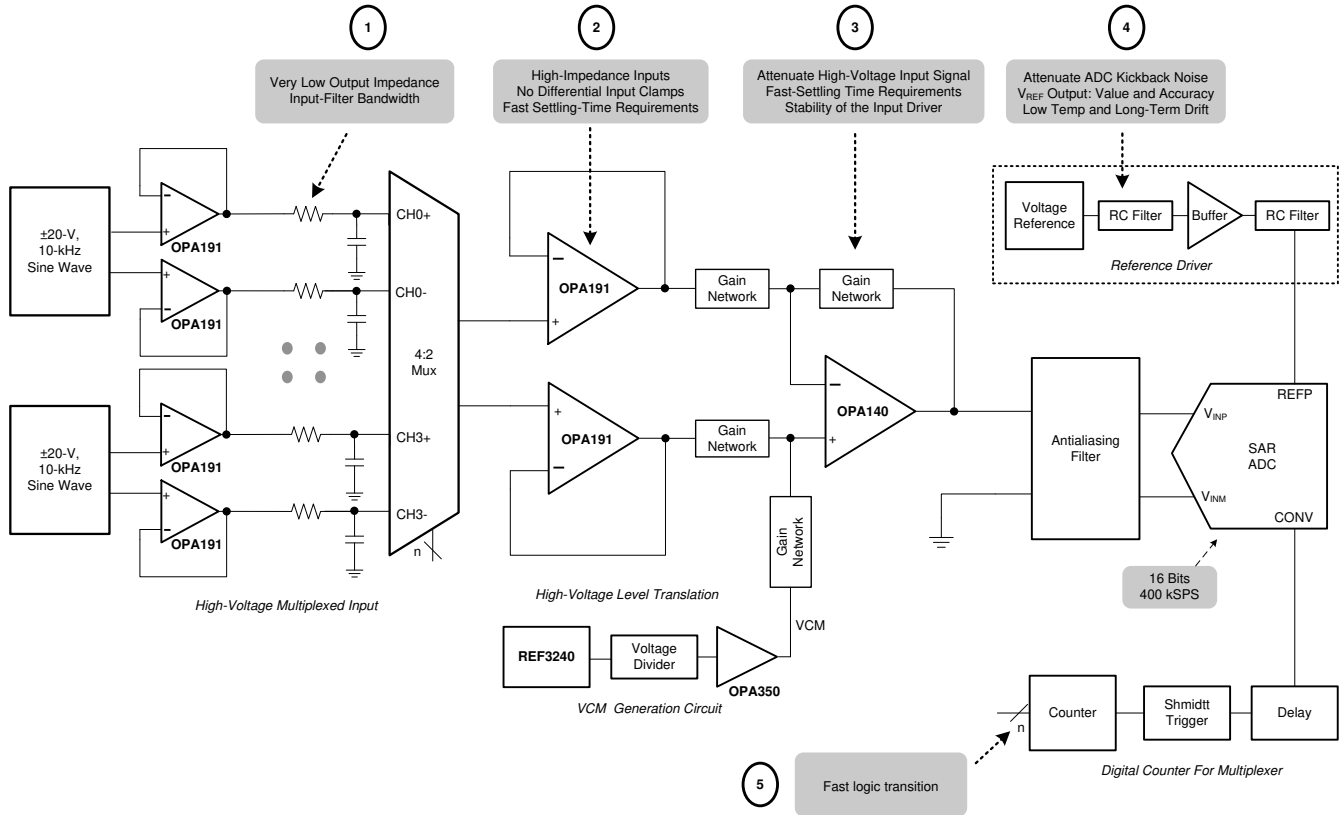 1
2
3
4
Very Low Output Impedance
Input-Filter Bandwidth
High-Impedance Inputs
No Differential Input Clamps
Fast Settling-Time Requirements
Attenuate High-Voltage Input Signal
Fast-Settling Time Requirements
Stability of the Input Driver
Attenuate ADC Kickback Noise
VREF Output: Value and Accuracy
Low Temp and Long-Term Drift
±20-V,
10-kHz
Sine Wave
-
+
OPA191
+
-
OPA191
±20-V,
10-kHz
Sine Wave
-
+
OPA191
+
-
OPA191
CH0+
CH0-
4:2
Mux
CH3+
CH3-
n
High-Voltage Multiplexed Input
-
OPA191
+
+
OPA191
-
High-Voltage Level Translation
Gain
Network
Gain
Network
Gain
Network
Gain
Network
-
OPA140
+
VCM
REF3240
Voltage
Divider
OPA350
VCM Generation Circuit
Voltage
Reference
RC Filter
Buffer
RC Filter
Reference Driver
Antialiasing
Filter
REFP
VINP
SAR
ADC
VINM
CONV
16 Bits
400 kSPS
n
Counter
Shmidtt
Trigger
Delay
Digital Counter For Multiplexer
5
Fast logic transition